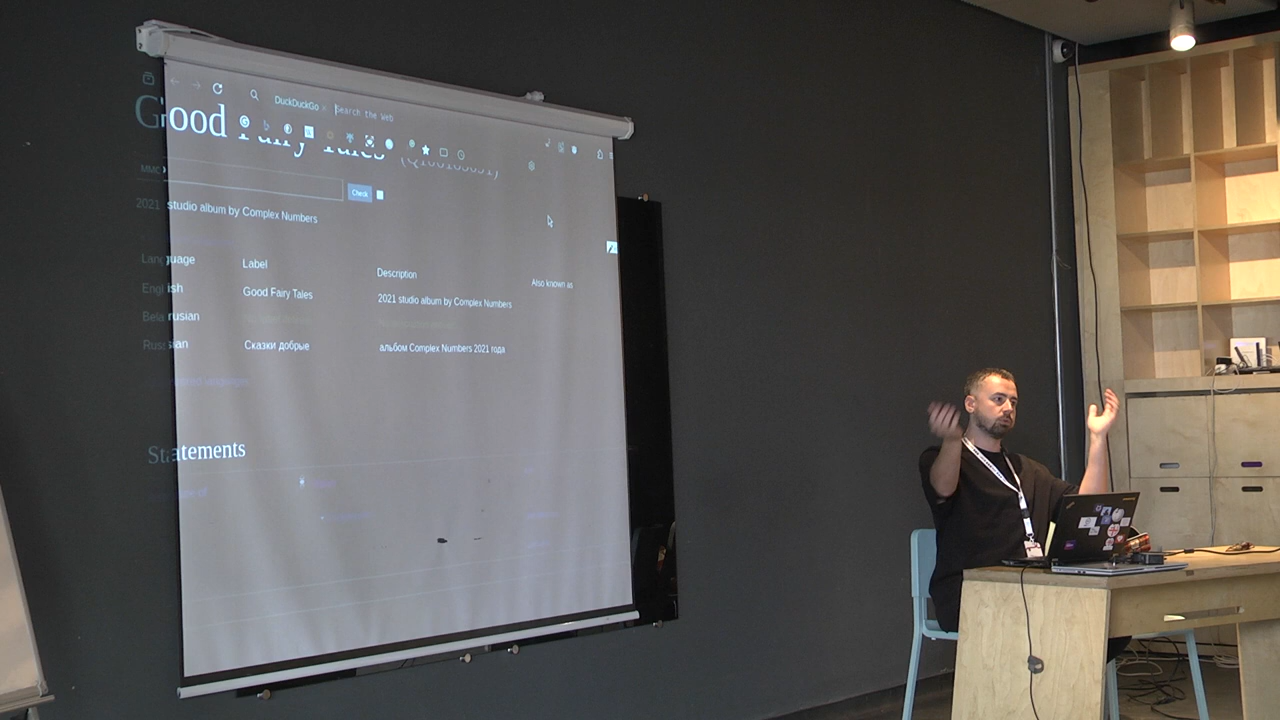 DuckDuckGo × Search the Web
Good Fairy Tales
Check
2021 studio album by Complex Numbers
Language Label Description Also known as
English Good Fairy Tales 2021 studio album by Complex Numbers
Belarusian
Russian Сказки добрые альбом Complex Numbers 2021 года
Statements